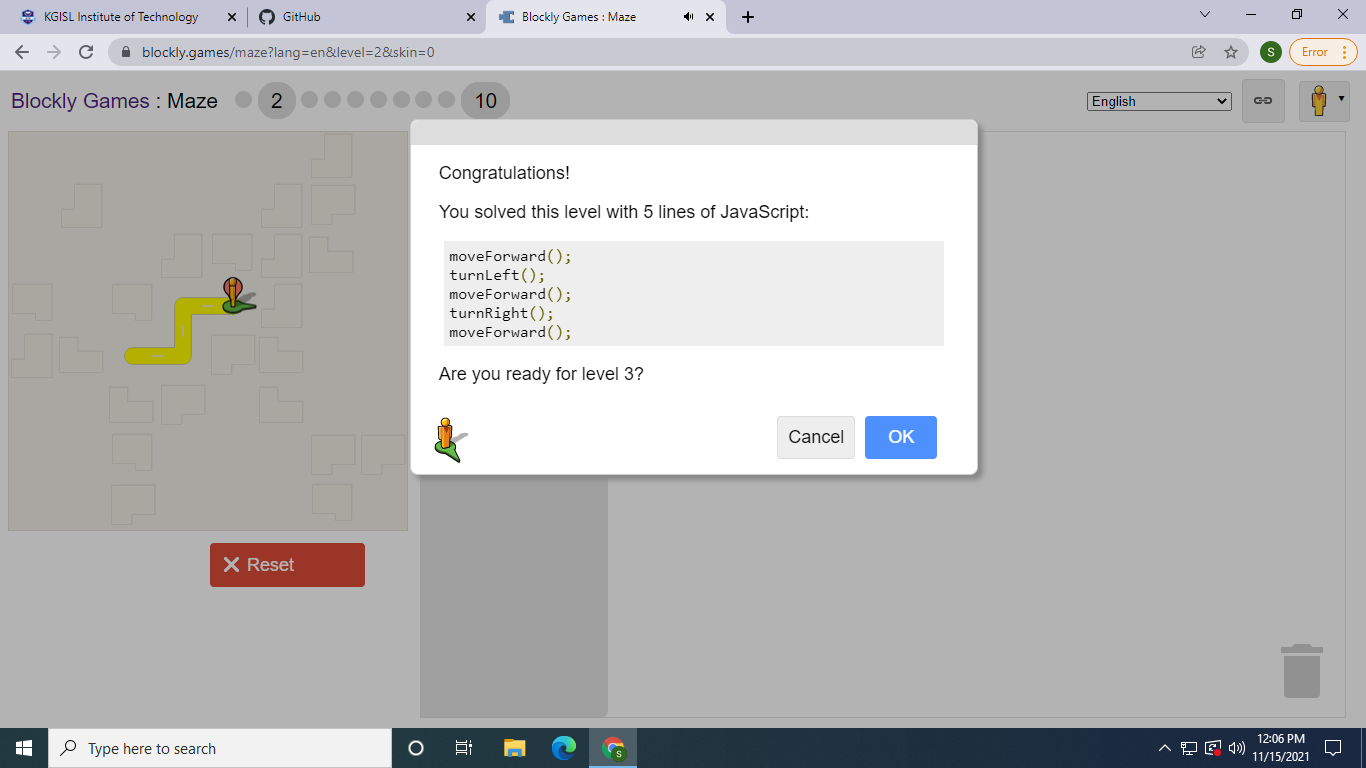 KGISL Institute of Technology
GitHub
Blockly Games : Maze
blockly.games/maze?lang=en&level=2&skin=0
S
Error
Blockly Games : Maze
2
10
English
Congratulations!
You solved this level with 5 lines of JavaScript:
moveForward();
turnLeft();
moveForward();
turnRight();
moveForward();
Are you ready for level 3?
Cancel
OK
Reset
Type here to search
S
12:06 PM
11/15/2021